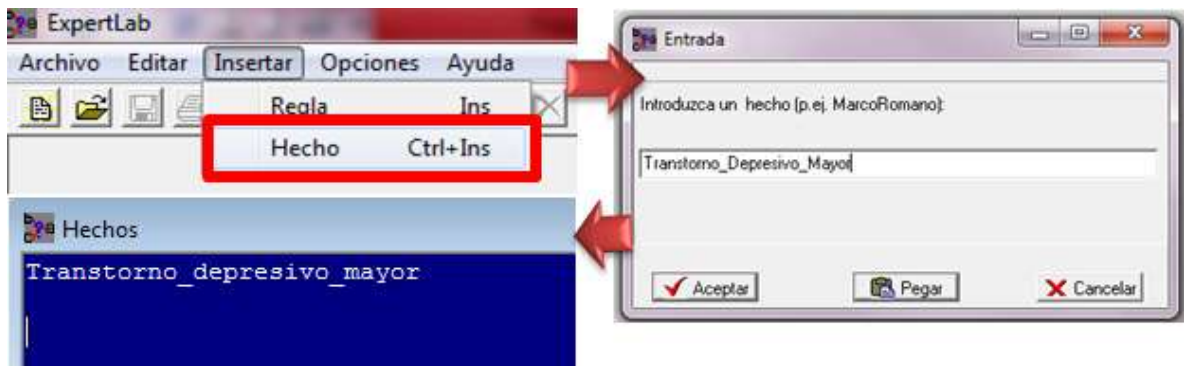 ExpertLab
Archivo Editar Insertar Opciones Ayuda
Regla Ins
Hecho Ctrl+Ins
Entrada
Introduzca un hecho (p.ej. MarcoRomano):
Transtorno_Depresivo_Mayor
Aceptar Pegar Cancelar
Hechos
Transtorno_depresivo_mayor